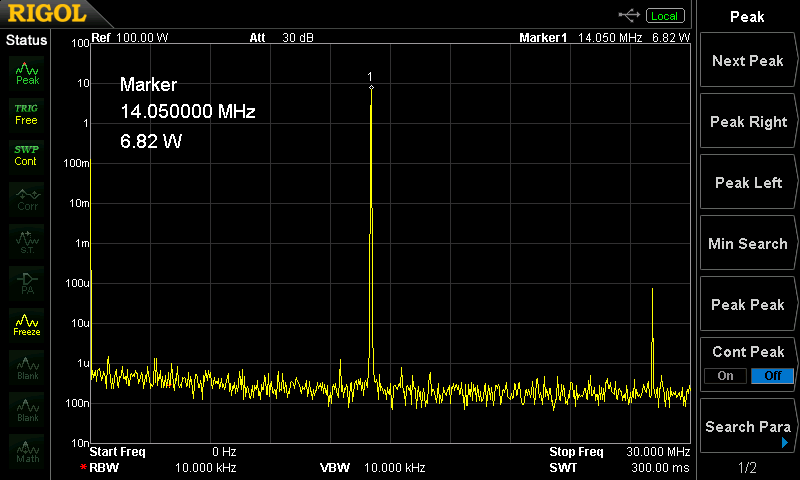 RIGOL
Local
Peak
Status
Ref 100.00 W Att 30 dB Marker1 14.050 MHz 6.82 W
Peak
TRIG
Free
SWP
Cont
Corr
S.T.
PA
Freeze
Blank
Blank
Math
100
10
1
100m
10m
1m
100u
10u
1u
100n
10n
Marker
14.050000 MHz
6.82 W
1
Start Freq 0 Hz Stop Freq 30.000 MHz
*RBW 10.000 kHz VBW 10.000 kHz SWT 300.00 ms
Next Peak
Peak Right
Peak Left
Min Search
Peak Peak
Cont Peak
On Off
Search Para
1/2